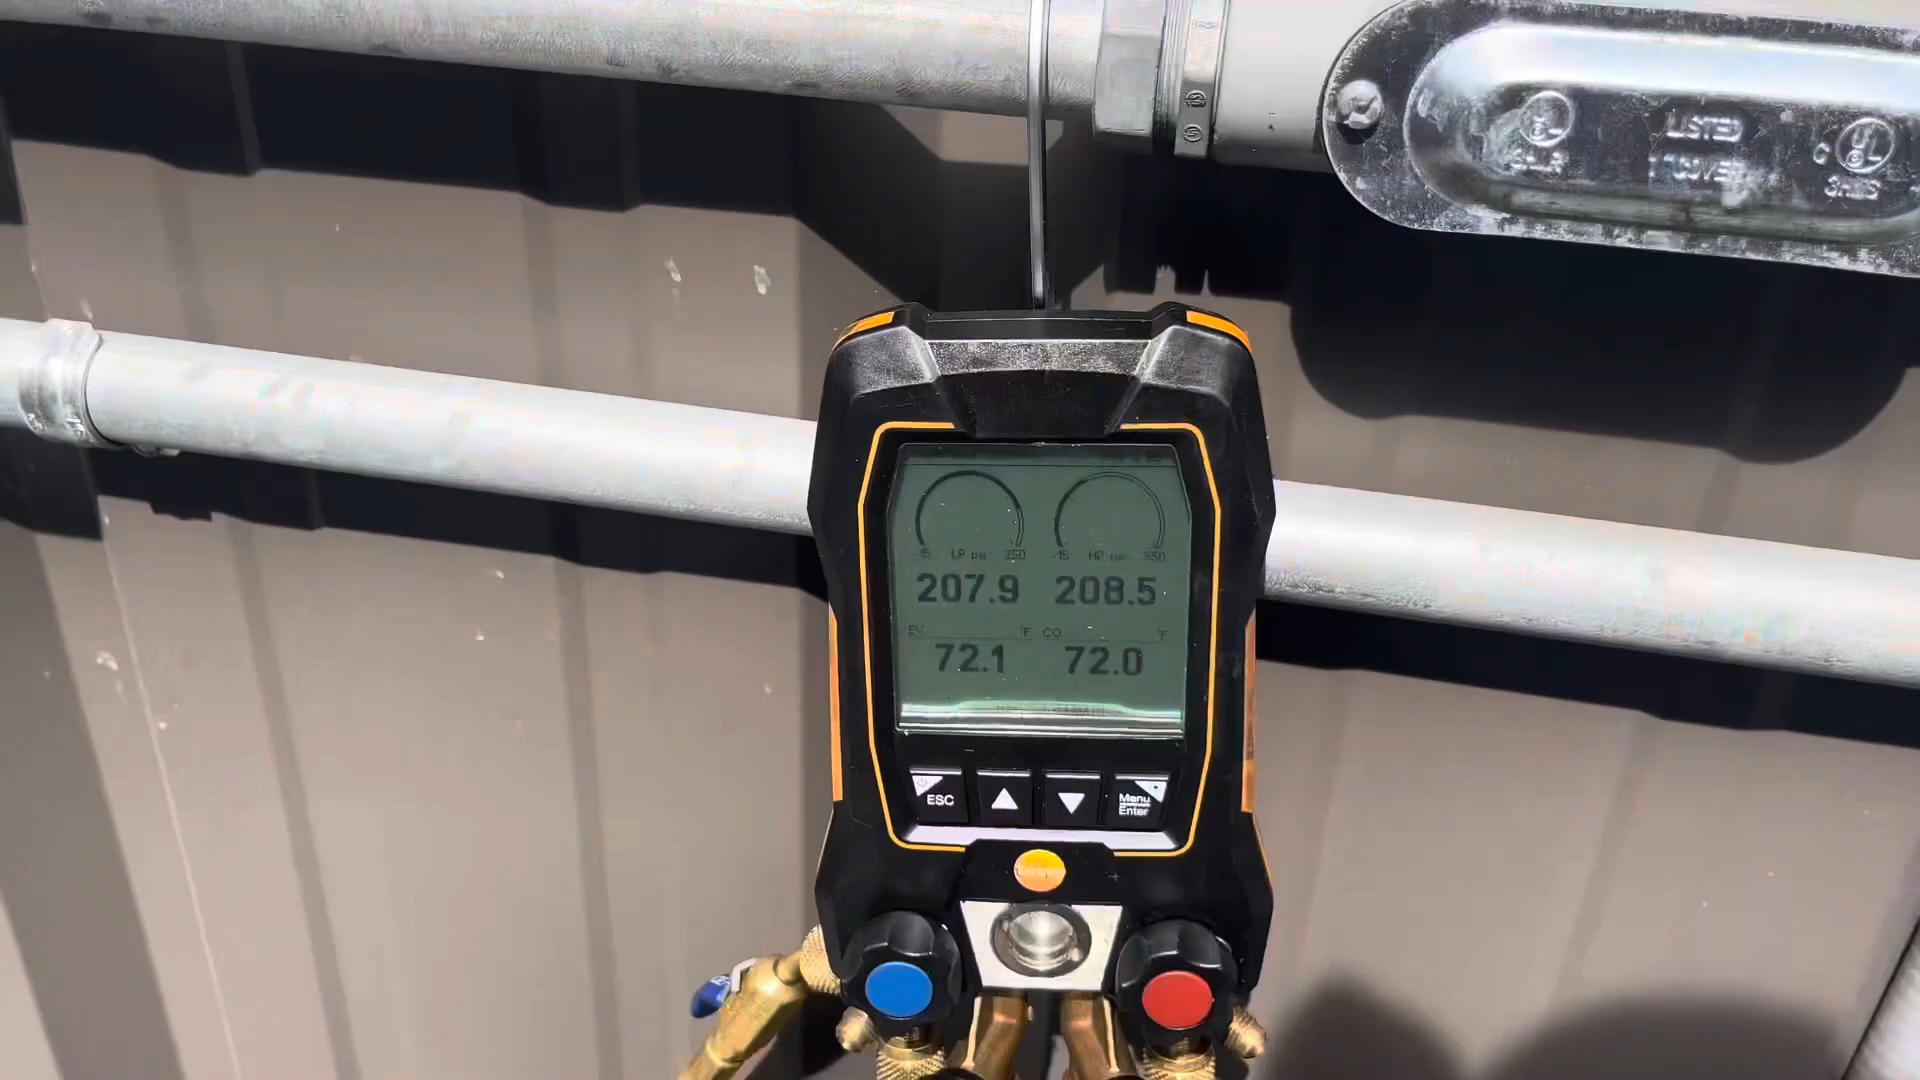 LISTED
-15 LP psi 250
-15 HP psi 650
207.9 208.5
EV °F CO °F
72.1 72.0
ESC
Menu
Enter